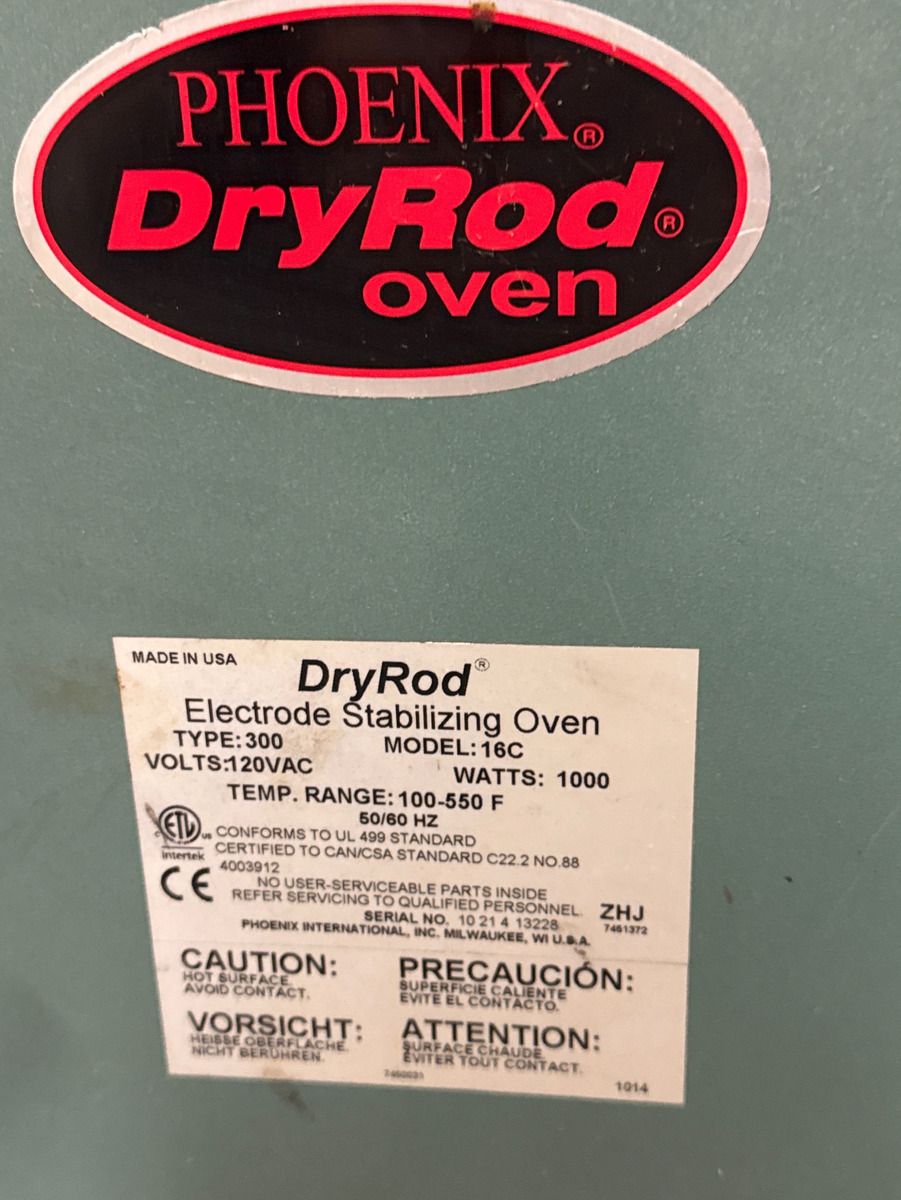 PHOENIX®
DryRod®
oven
MADE IN USA
DryRod®
Electrode Stabilizing Oven
TYPE: 300 MODEL: 16C
VOLTS:120VAC WATTS: 1000
TEMP. RANGE: 100-550 F
50/60 HZ
ETL us CONFORMS TO UL 499 STANDARD
Intertek CERTIFIED TO CAN/CSA STANDARD C22.2 NO.88
4003912
CE NO USER-SERVICEABLE PARTS INSIDE
REFER SERVICING TO QUALIFIED PERSONNEL. ZHJ
SERIAL NO. 10 21 4 13228 7451372
PHOENIX INTERNATIONAL, INC. MILWAUKEE, WI U.S.A.
CAUTION: PRECAUCIÓN:
HOT SURFACE. SUPERFICIE CALIENTE
AVOID CONTACT. EVITE EL CONTACTO.
VORSICHT: ATTENTION:
HEISSE OBERFLACHE. SURFACE CHAUDE.
NICHT BERUHREN. EVITER TOUT CONTACT.
1014